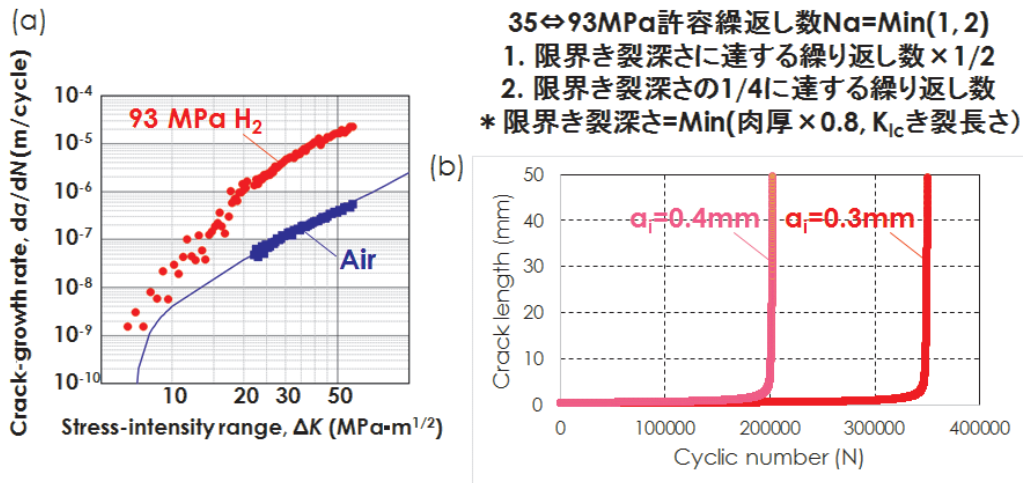 (a)
Crack-growth rate, da/dN(m/cycle)
10-4
10-5
10-6
10-7
10-8
10-9
10-10
93 MPa H2
Air
10 20 30 50
Stress-intensity range, ΔK (MPa▪m1/2)
35⇔93MPa許容繰返し数Na=Min(1, 2)
1. 限界き裂深さに達する繰り返し数×1/2
2. 限界き裂深さの1/4に達する繰り返し数
*限界き裂深さ=Min(肉厚×0.8, KIcき裂長さ)
(b)
Crack length (mm)
50
40
30
20
10
0
ai=0.4mm ai=0.3mm
0 100000 200000 300000 400000
Cyclic number (N)